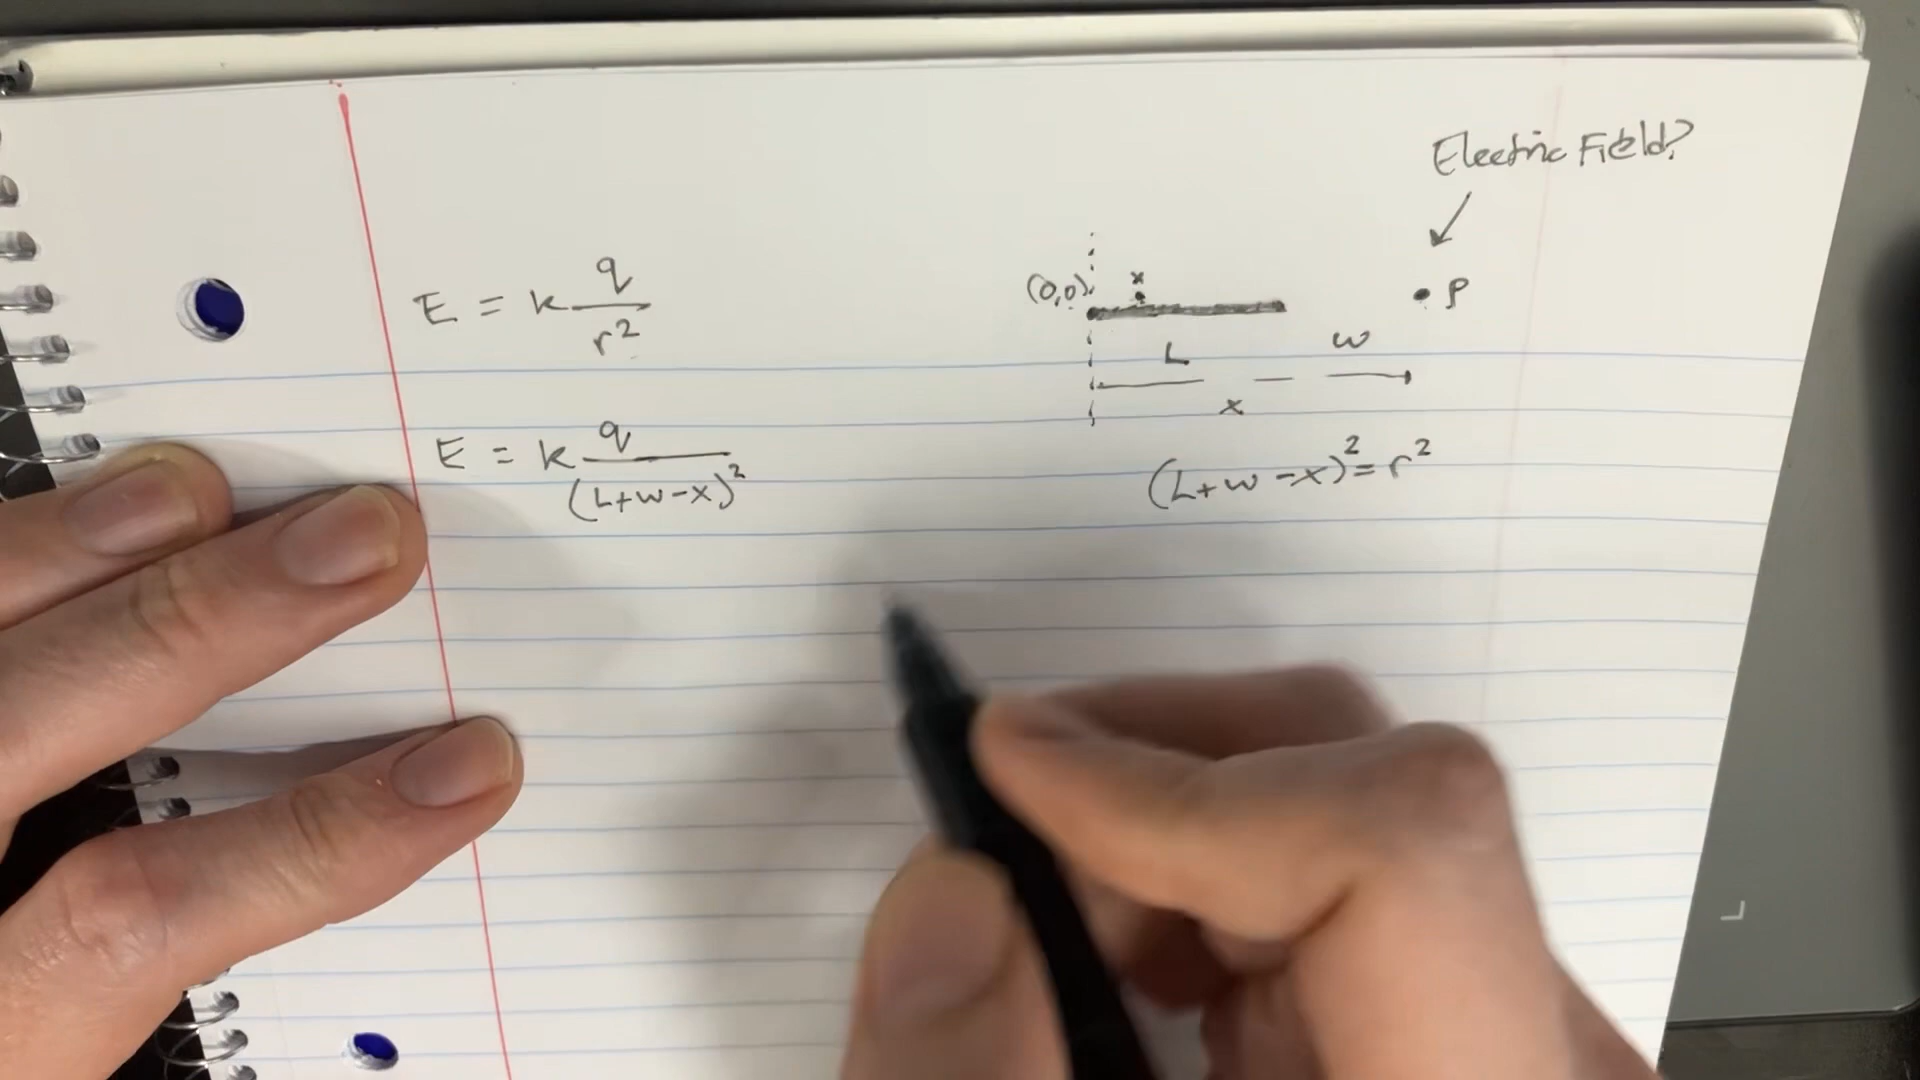 Electric Field?
E = k q/r²
(0,0)
x
P
L
w
x
E = k q/(L+w-x)²
(L+w-x)² = r²